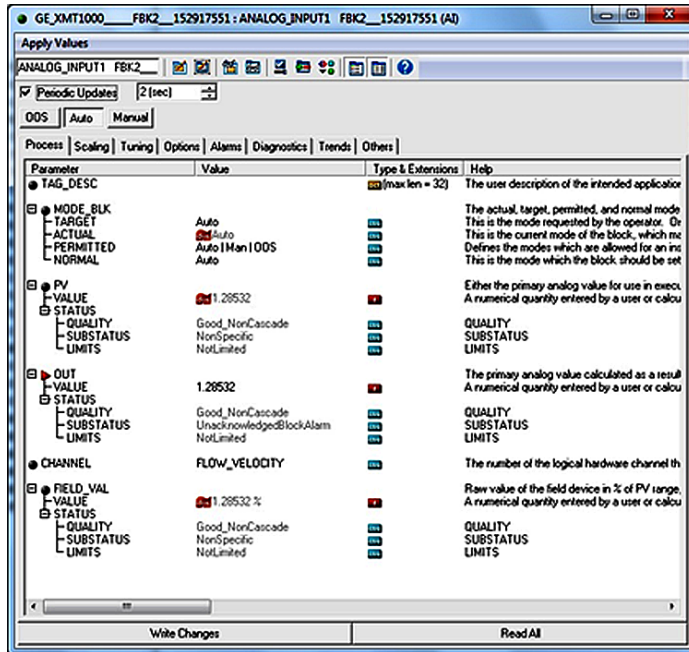 GE_XMT1000_____FBK2__152917551 : ANALOG_INPUT1 FBK2__152917551 (AI)
Apply Values
ANALOG_INPUT1 FBK2__
Periodic Updates 2 (sec)
OOS Auto Manual
Process Scaling Tuning Options Alarms Diagnostics Trends Others
Parameter Value Type & Extensions Help
TAG_DESC (max len = 32) The user description of the intended application
MODE_BLK The actual, target, permitted, and normal mode
TARGET Auto This is the mode requested by the operator. On
ACTUAL Auto This is the current mode of the block, which ma
PERMITTED Auto | Man | OOS Defines the modes which are allowed for an ins
NORMAL Auto This is the mode which the block should be set
PV Either the primary analog value for use in execu
VALUE 1.28532 A numerical quantity entered by a user or calcu
STATUS
QUALITY Good_NonCascade QUALITY
SUBSTATUS NonSpecific SUBSTATUS
LIMITS NotLimited LIMITS
OUT The primary analog value calculated as a resul
VALUE 1.28532 A numerical quantity entered by a user or calcu
STATUS
QUALITY Good_NonCascade QUALITY
SUBSTATUS UnacknowledgedBlockAlarm SUBSTATUS
LIMITS NotLimited LIMITS
CHANNEL FLOW_VELOCITY The number of the logical hardware channel th
FIELD_VAL Raw value of the field device in % of PV range,
VALUE 1.28532 % A numerical quantity entered by a user or calcu
STATUS
QUALITY Good_NonCascade QUALITY
SUBSTATUS NonSpecific SUBSTATUS
LIMITS NotLimited LIMITS
Write Changes Read All